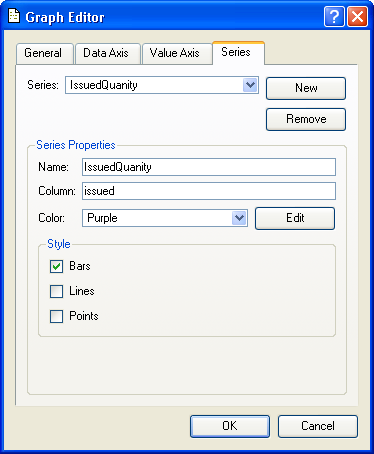 Graph Editor
General Data Axis Value Axis Series
Series: IssuedQuanity New
Remove
Series Properties
Name: IssuedQuanity
Column: issued
Color: Purple Edit
Style
Bars
Lines
Points
OK Cancel